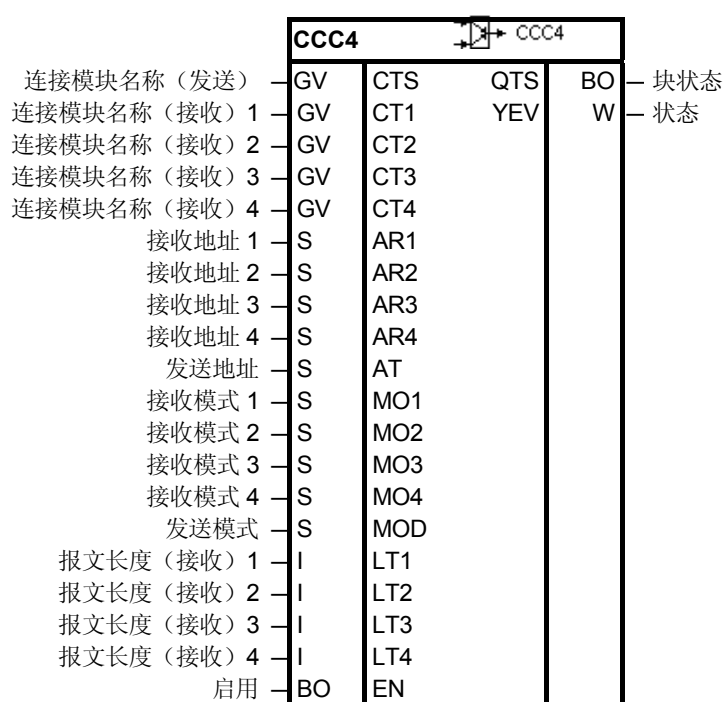 CCC4 CCC4
连接模块名称（发送） GV CTS QTS BO 块状态
连接模块名称（接收）1 GV CT1 YEV W 状态
连接模块名称（接收）2 GV CT2
连接模块名称（接收）3 GV CT3
连接模块名称（接收）4 GV CT4
接收地址 1 S AR1
接收地址 2 S AR2
接收地址 3 S AR3
接收地址 4 S AR4
发送地址 S AT
接收模式 1 S MO1
接收模式 2 S MO2
接收模式 3 S MO3
接收模式 4 S MO4
发送模式 S MOD
报文长度（接收）1 I LT1
报文长度（接收）2 I LT2
报文长度（接收）3 I LT3
报文长度（接收）4 I LT4
启用 BO EN